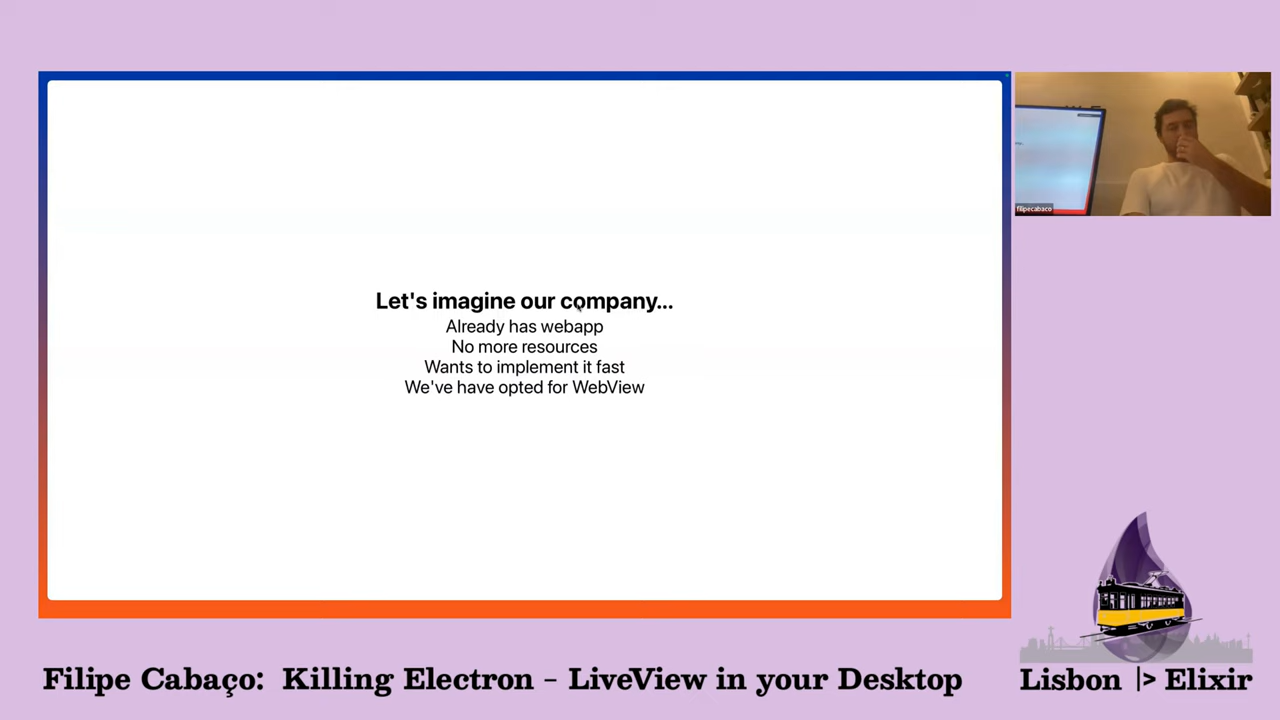 Let's imagine our company...
Already has webapp
No more resources
Wants to implement it fast
We've have opted for WebView
filipecabaco
Filipe Cabaço: Killing Electron - LiveView in your Desktop
Lisbon |> Elixir